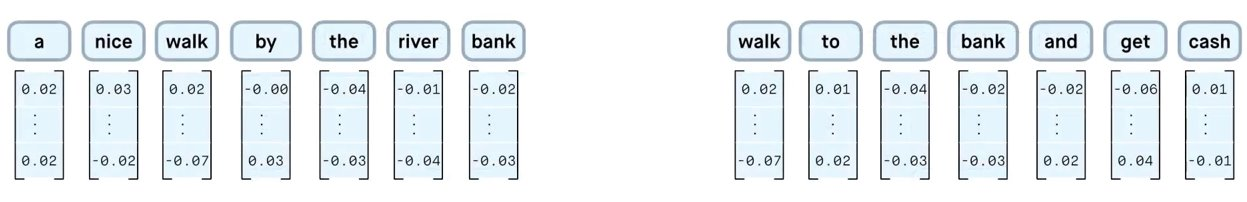 a nice walk by the river bank walk to the bank and get cash
0.02 0.03 0.02 -0.00 -0.04 -0.01 -0.02 0.02 0.01 -0.04 -0.02 -0.02 -0.06 0.01
0.02 -0.02 -0.07 0.03 -0.03 -0.04 -0.03 -0.07 0.02 -0.03 -0.03 0.02 0.04 -0.01